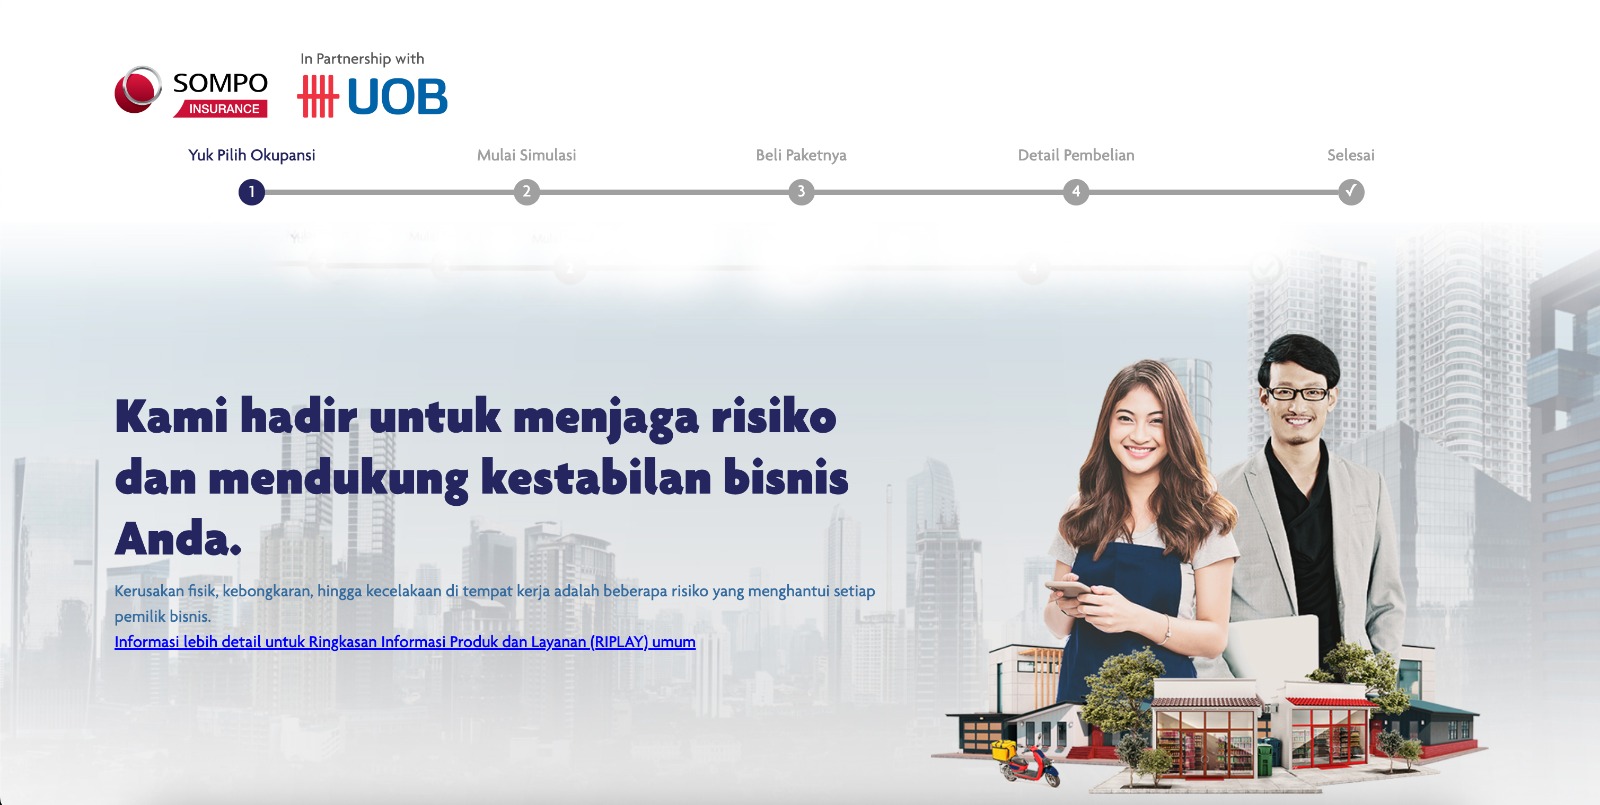 In Partnership with
SOMPO
INSURANCE
UOB
Yuk Pilih Okupansi
Mulai Simulasi
Beli Paketnya
Detail Pembelian
Selesai
1
2
3
4
Kami hadir untuk menjaga risiko
dan mendukung kestabilan bisnis
Anda.
Kerusakan fisik, kebongkaran, hingga kecelakaan di tempat kerja adalah beberapa risiko yang menghantui setiap
pemilik bisnis.
Informasi lebih detail untuk Ringkasan Informasi Produk dan Layanan (RIPLAY) umum